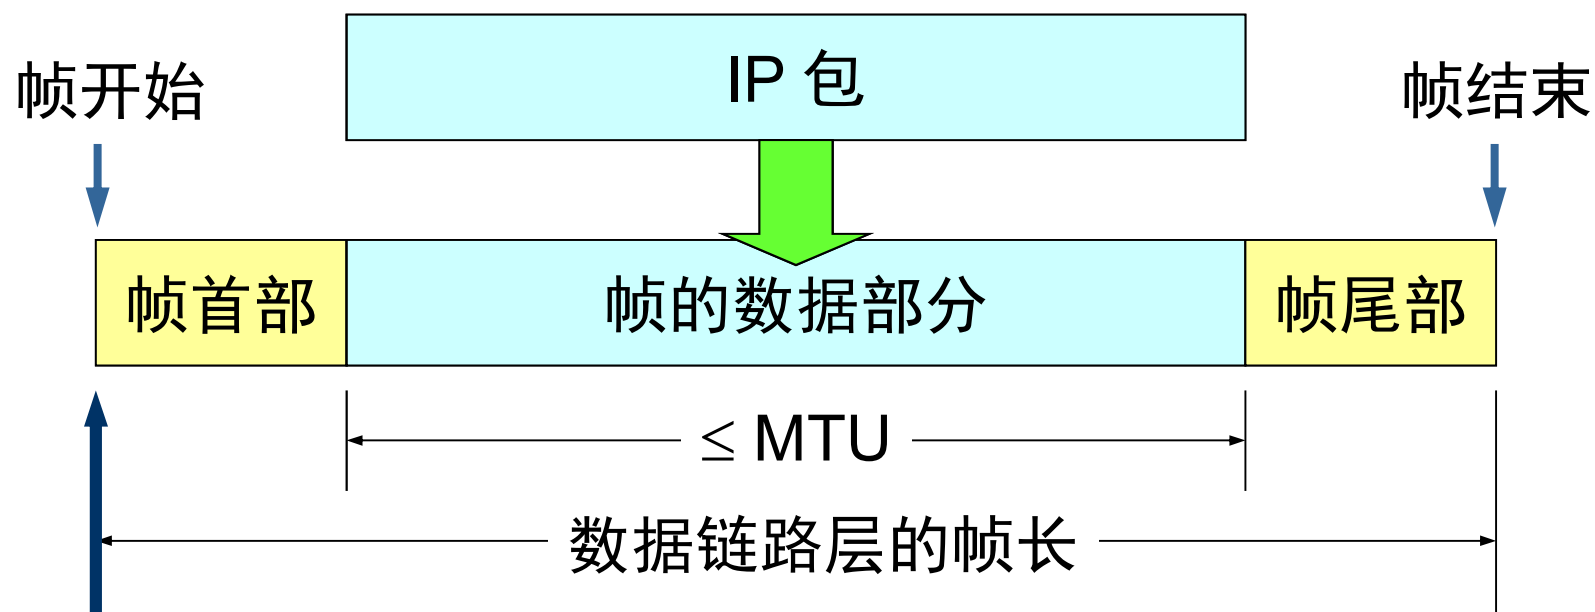 IP 包
帧开始
帧结束
帧首部
帧的数据部分
帧尾部
≤ MTU
数据链路层的帧长